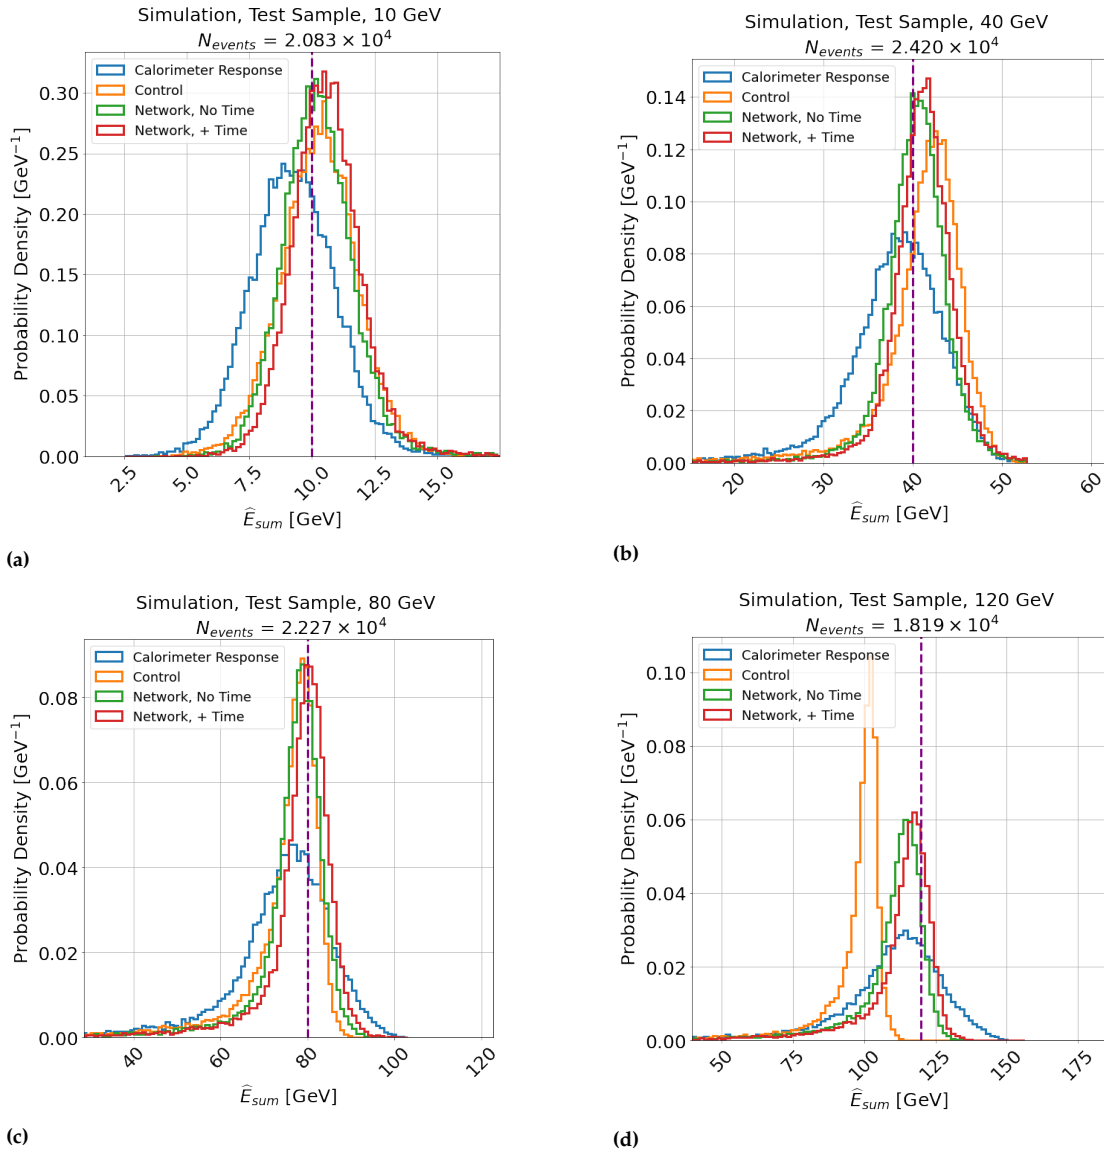 Simulation, Test Sample, 10 GeV
N_events = 2.083 × 10^4
Calorimeter Response
Control
Network, No Time
Network, + Time
Probability Density [GeV^−1]
0.30
0.25
0.20
0.15
0.10
0.05
0.00
2.5 5.0 7.5 10.0 12.5 15.0
Ê_sum [GeV]
(a)
Simulation, Test Sample, 40 GeV
N_events = 2.420 × 10^4
Calorimeter Response
Control
Network, No Time
Network, + Time
Probability Density [GeV^−1]
0.14
0.12
0.10
0.08
0.06
0.04
0.02
0.00
20 30 40 50 60
Ê_sum [GeV]
(b)
Simulation, Test Sample, 80 GeV
N_events = 2.227 × 10^4
Calorimeter Response
Control
Network, No Time
Network, + Time
Probability Density [GeV^−1]
0.08
0.06
0.04
0.02
0.00
40 60 80 100 120
Ê_sum [GeV]
(c)
Simulation, Test Sample, 120 GeV
N_events = 1.819 × 10^4
Calorimeter Response
Control
Network, No Time
Network, + Time
Probability Density [GeV^−1]
0.10
0.08
0.06
0.04
0.02
0.00
50 75 100 125 150 175
Ê_sum [GeV]
(d)